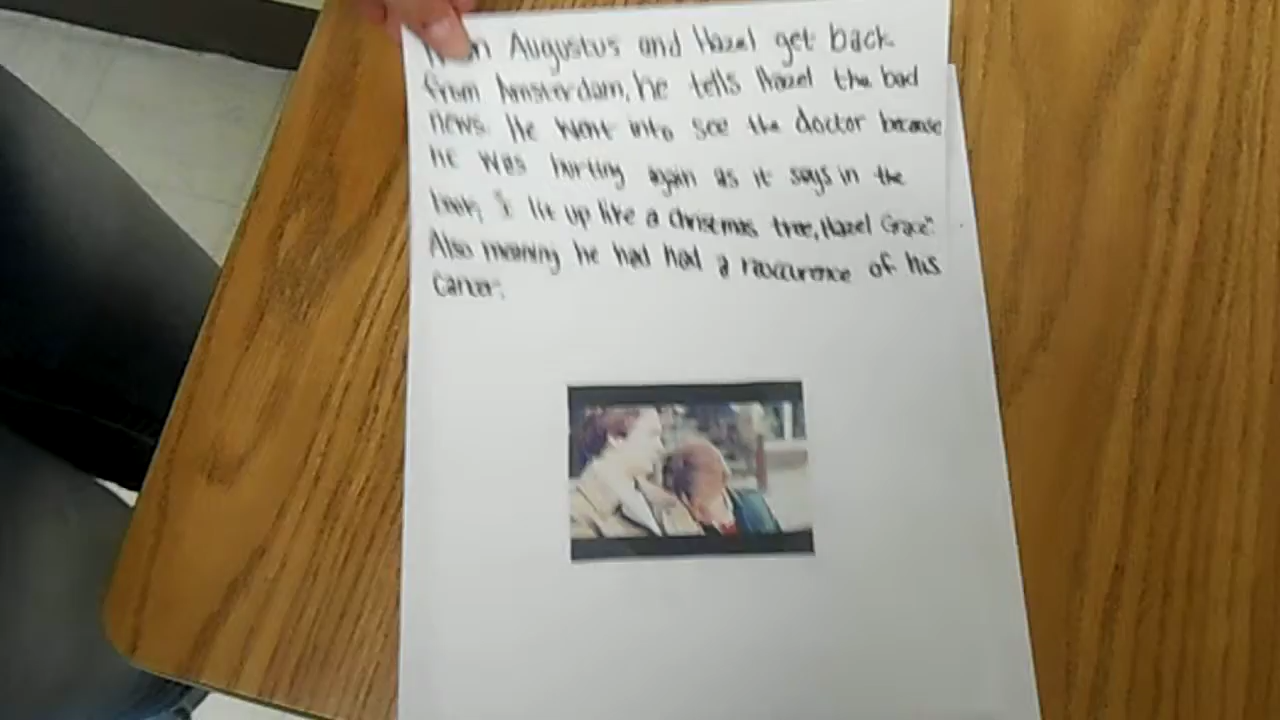 Augustus and Hazel get back
from Amsterdam, he tells Hazel the bad
news. He went into see the doctor because
he was hurting again as it says in the
book, "I lit up like a christmas tree, Hazel Grace".
Also meaning he had had a reoccurence of his
cancer.